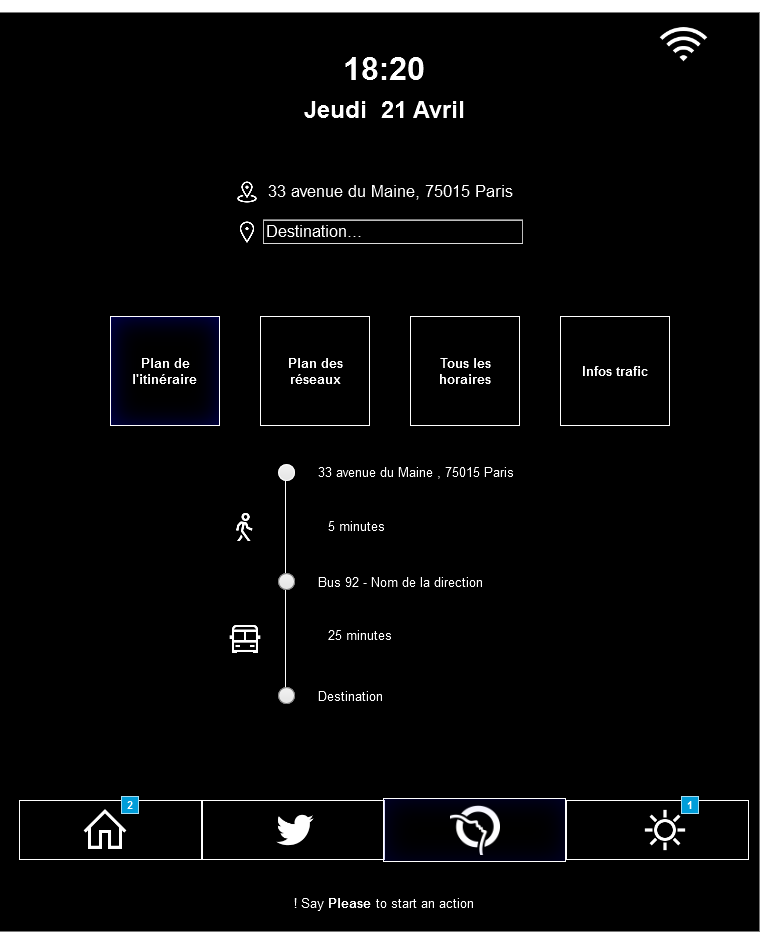 18:20
Jeudi 21 Avril
33 avenue du Maine, 75015 Paris
Destination...
Plan de
l'itinéraire
Plan des
réseaux
Tous les
horaires
Infos trafic
33 avenue du Maine , 75015 Paris
5 minutes
Bus 92 - Nom de la direction
25 minutes
Destination
2
1
! Say Please to start an action